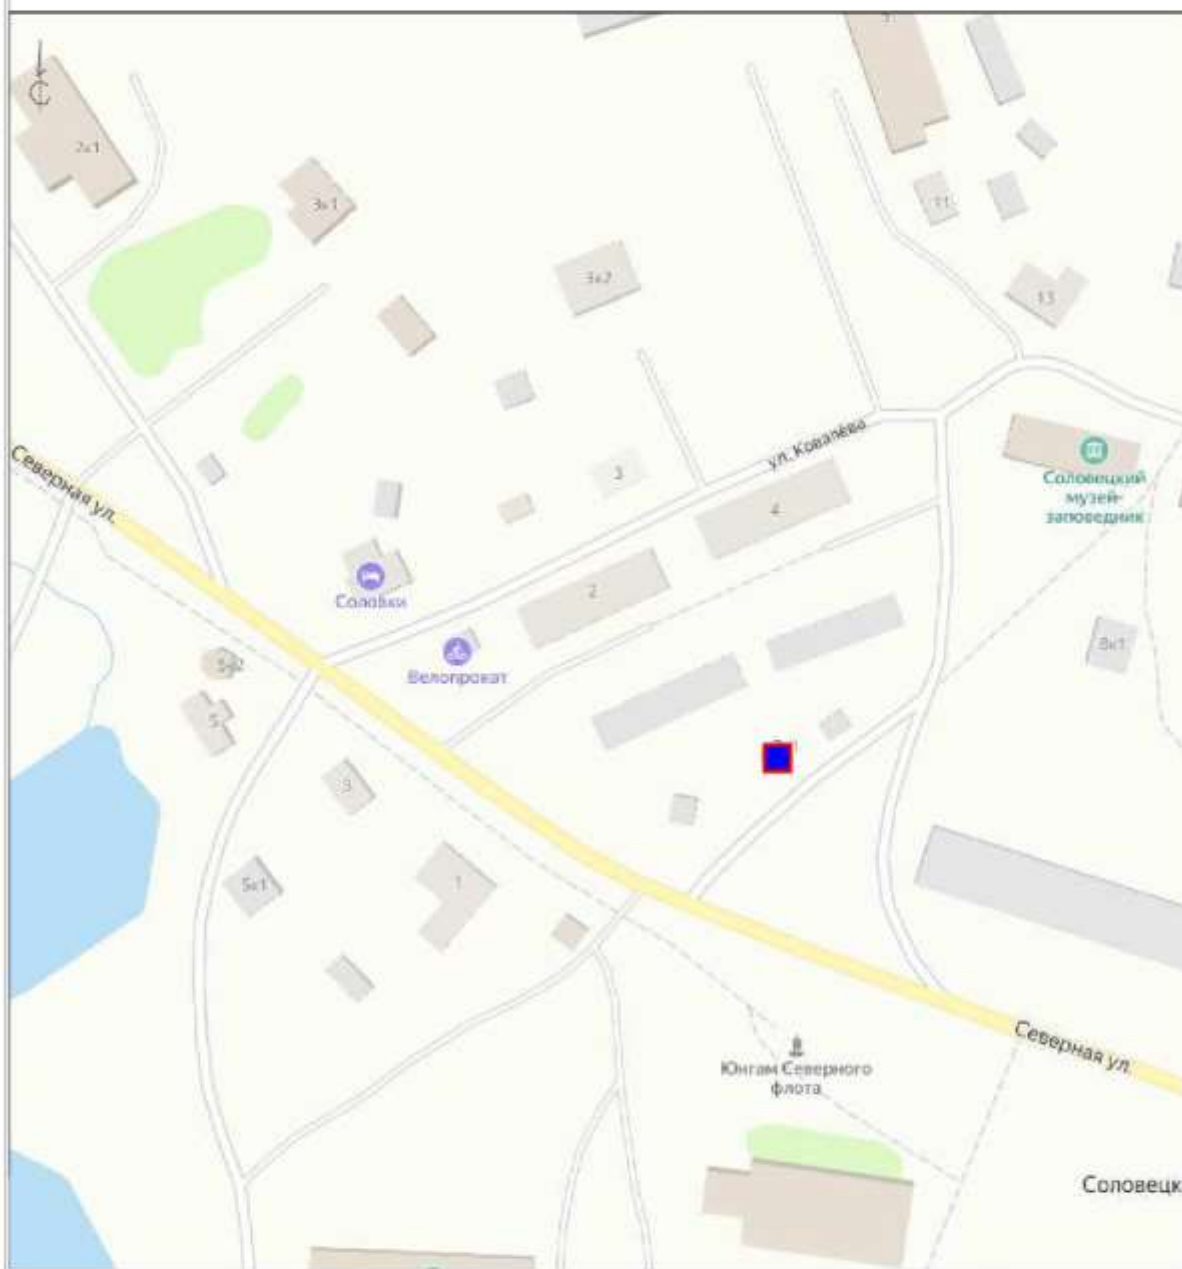 2к1
3к1
11
3к2
13
ул. Ковалёва
Соловецкий
музей-
заповедник
Северная ул.
3
4
2
Соловки
Велопрокат
5к2
5
8к1
3
1
5к1
Северная ул.
Юнгам Северного
флота
Соловецк